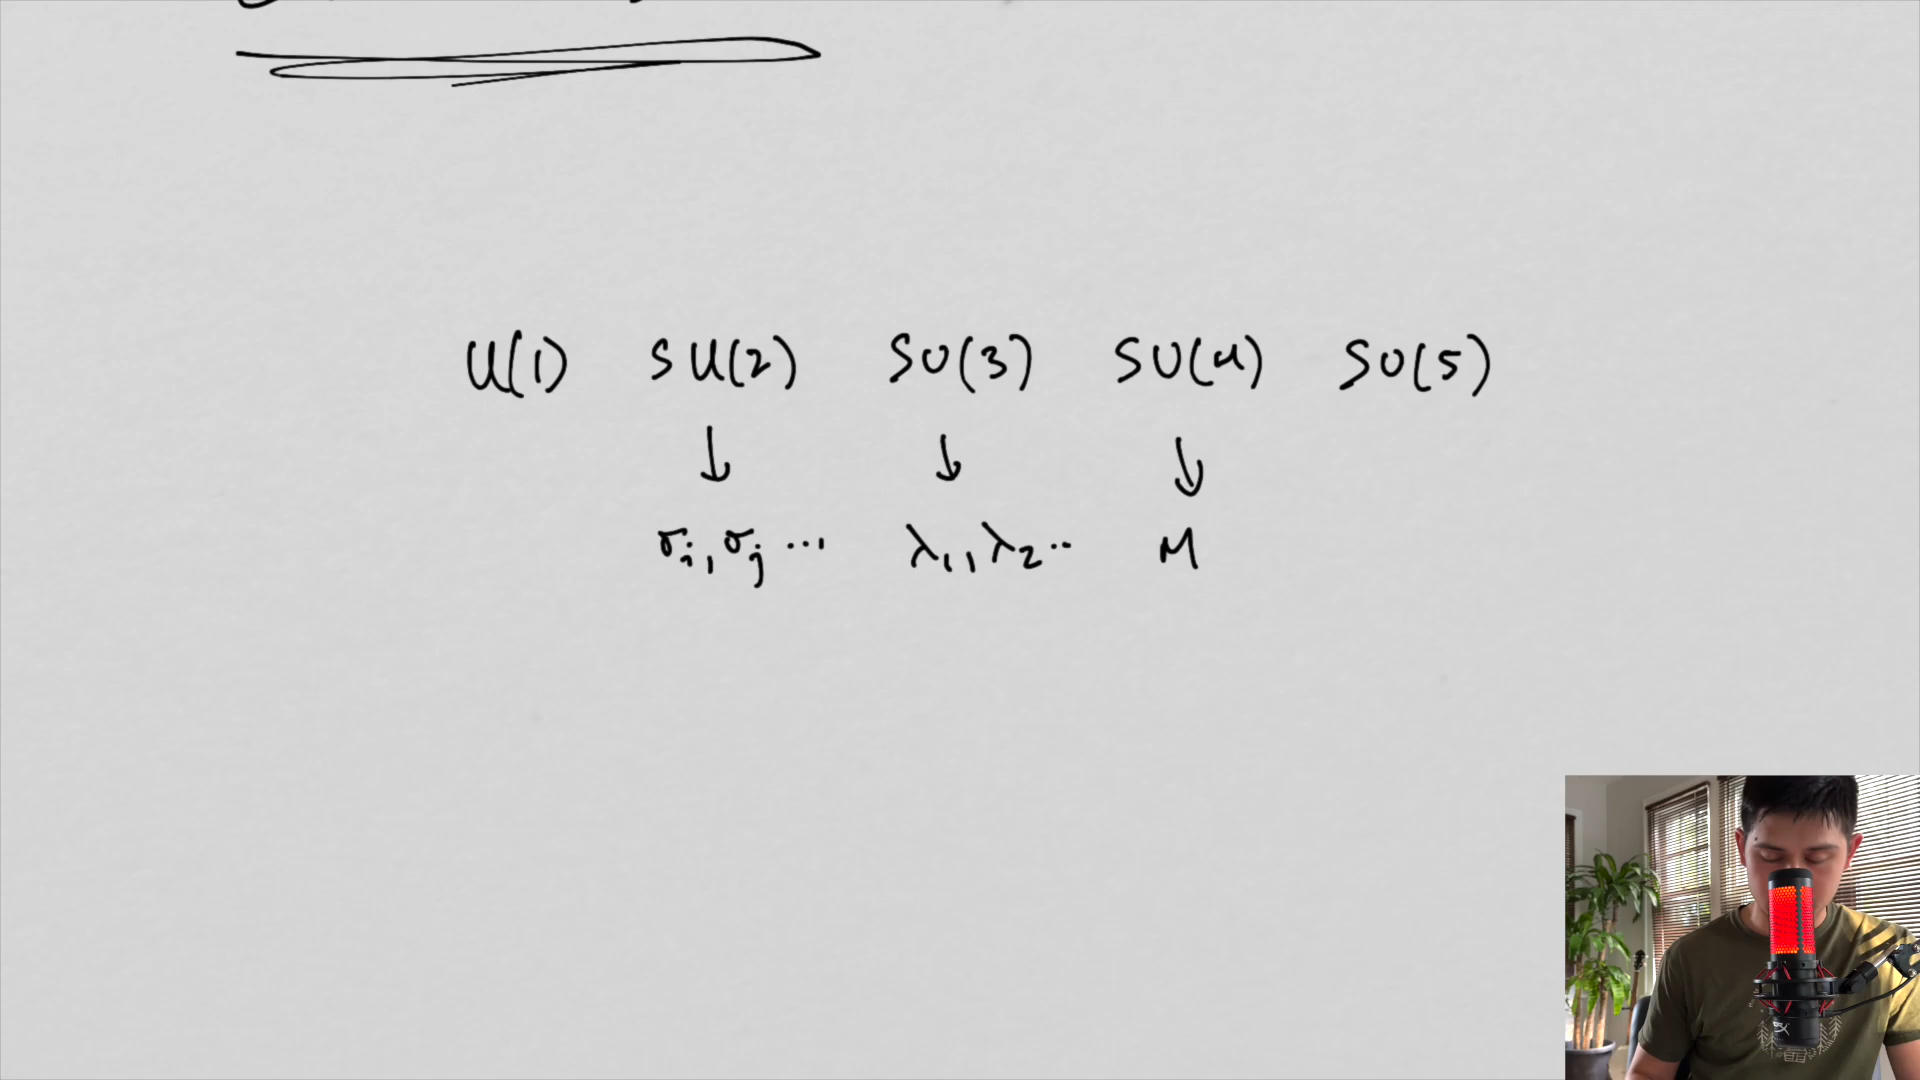 U(1) SU(2) SU(3) SU(4) SU(5)
↓ ↓ ↓
σᵢ, σⱼ ... λ₁, λ₂.. M